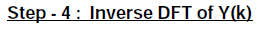 Step - 4 : Inverse DFT of Y(k)